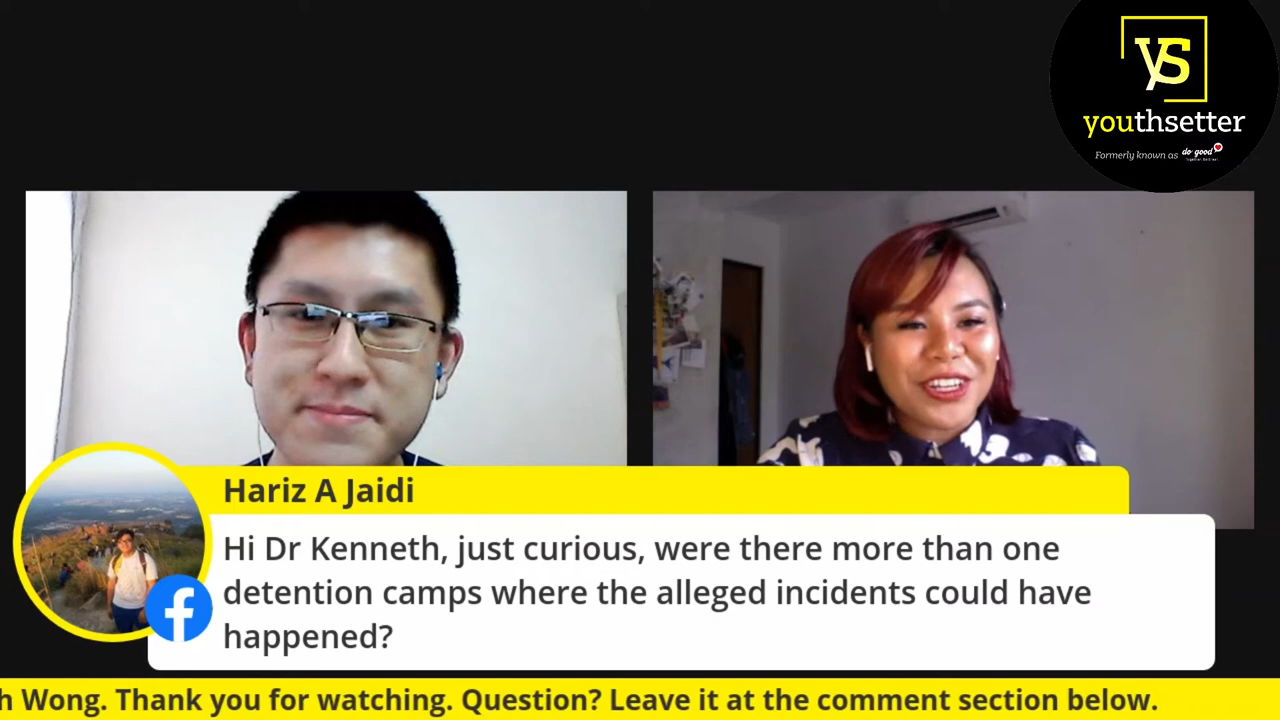 YS
youthsetter
Formerly known as do good
Hariz A Jaidi
Hi Dr Kenneth, just curious, were there more than one
detention camps where the alleged incidents could have
happened?
h Wong. Thank you for watching. Question? Leave it at the comment section below.